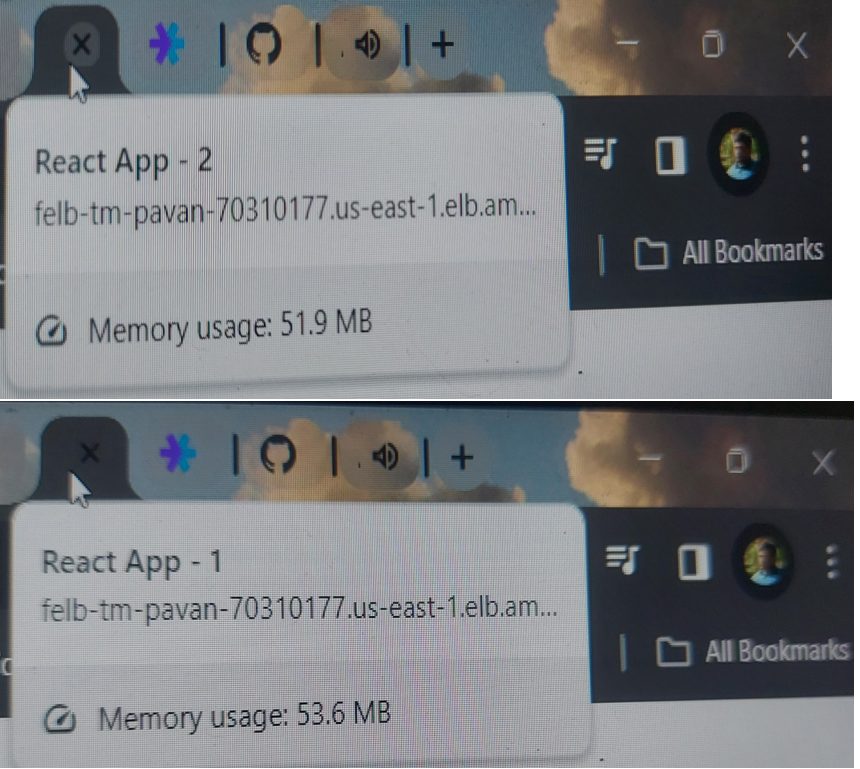 React App - 2
felb-tm-pavan-70310177.us-east-1.elb.am...
All Bookmarks
Memory usage: 51.9 MB
React App - 1
felb-tm-pavan-70310177.us-east-1.elb.am...
All Bookmarks
Memory usage: 53.6 MB